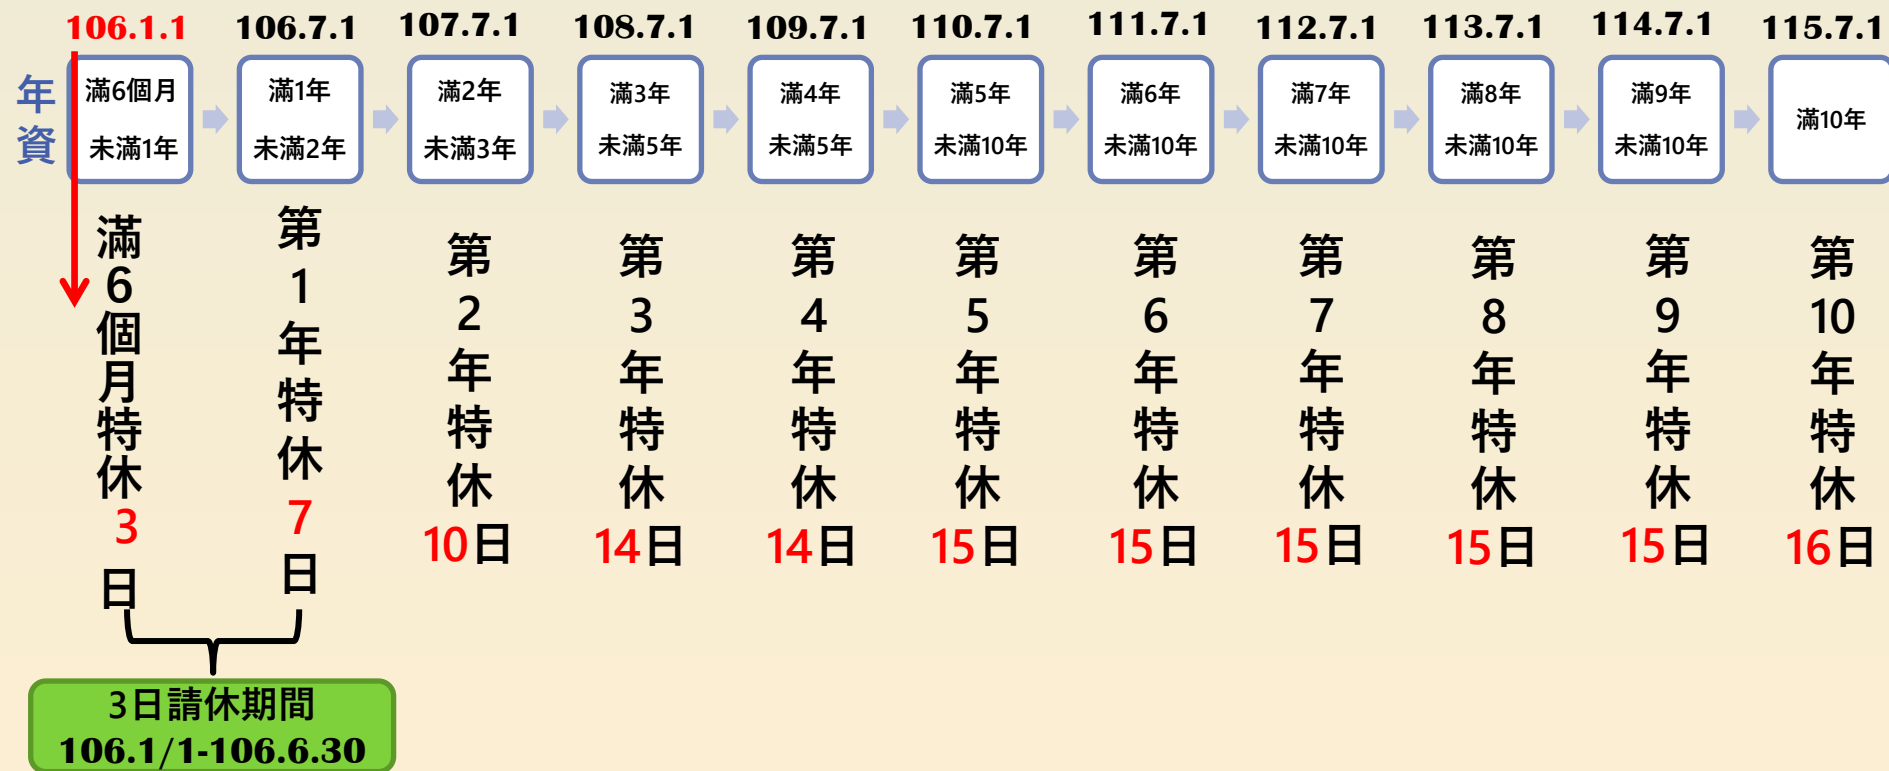 106.1.1
106.7.1
107.7.1
108.7.1
109.7.1
110.7.1
111.7.1
112.7.1
113.7.1
114.7.1
115.7.1
年資
滿6個月
未滿1年
滿1年
未滿2年
滿2年
未滿3年
滿3年
未滿5年
滿4年
未滿5年
滿5年
未滿10年
滿6年
未滿10年
滿7年
未滿10年
滿8年
未滿10年
滿9年
未滿10年
滿10年
滿6個月特休3日
第1年特休7日
第2年特休10日
第3年特休14日
第4年特休14日
第5年特休15日
第6年特休15日
第7年特休15日
第8年特休15日
第9年特休15日
第10年特休16日
3日請休期間
106.1/1-106.6.30